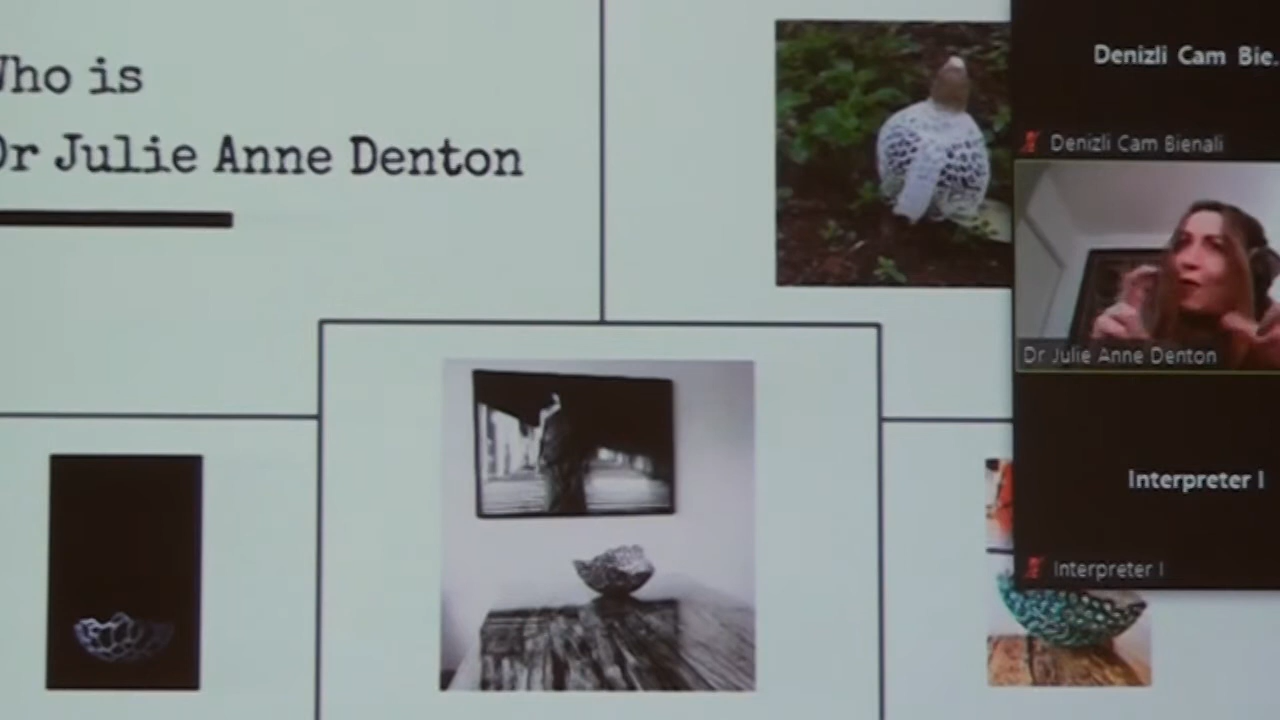 Who is
Dr Julie Anne Denton
Denizli Cam Bie.
Denizli Cam Bienali
Dr Julie Anne Denton
Interpreter I
Interpreter I